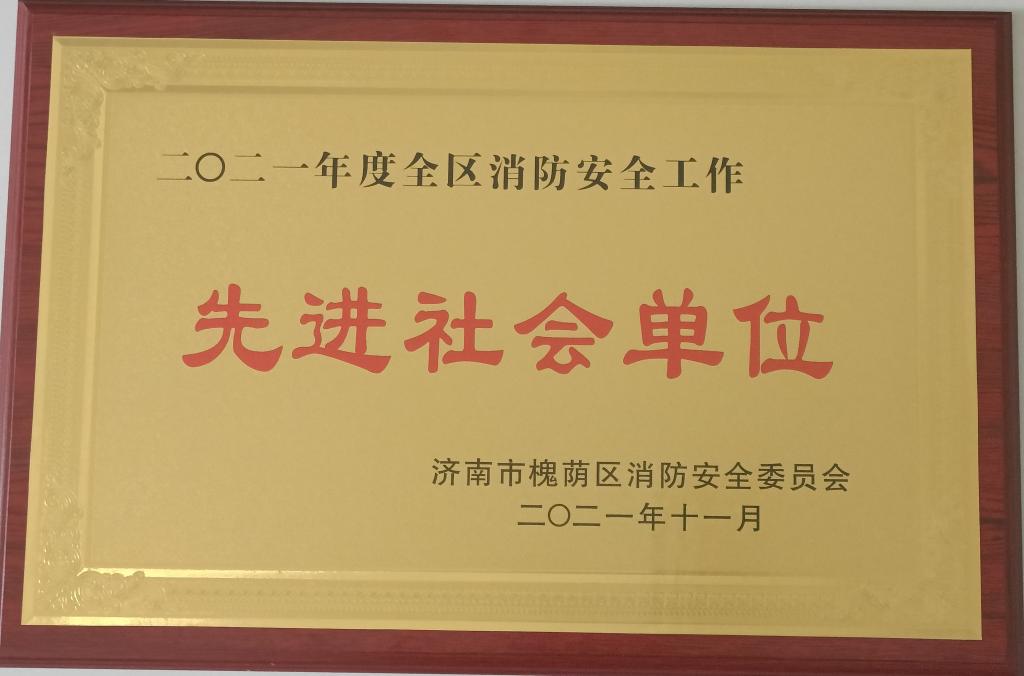 二〇二一年度全区消防安全工作
先进社会单位
济南市槐荫区消防安全委员会
二〇二一年十一月